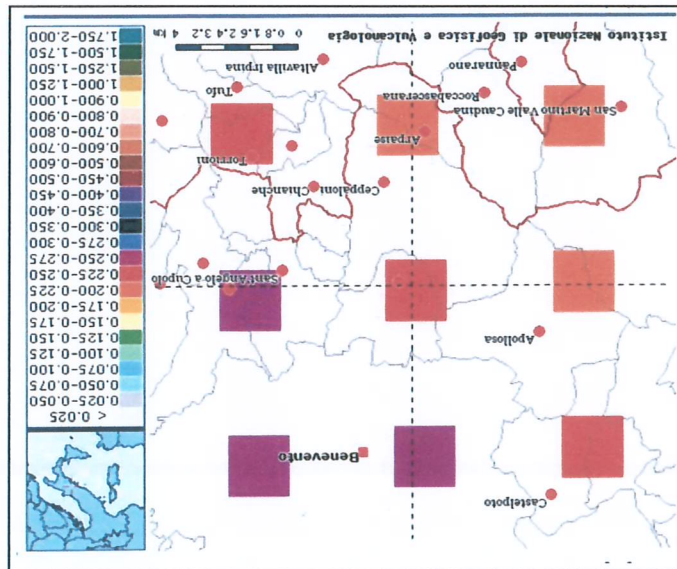 Castelpoto
Benevento
Apollosa
Sant'Angelo a Cupolo
Ceppaloni
Chianche
Torrioni
Arpaise
San Martino Valle Caudina
Roccabascerana
Tufo
Pannarano
Altavilla Irpina
Istituto Nazionale di Geofisica e Vulcanologia
0 0.8 1.6 2.4 3.2 4 km
< 0.025
0.025-0.050
0.050-0.075
0.075-0.100
0.100-0.125
0.125-0.150
0.150-0.175
0.175-0.200
0.200-0.225
0.225-0.250
0.250-0.275
0.275-0.300
0.300-0.350
0.350-0.400
0.400-0.450
0.450-0.500
0.500-0.600
0.600-0.700
0.700-0.800
0.800-0.900
0.900-1.000
1.000-1.250
1.250-1.500
1.500-1.750
1.750-2.000